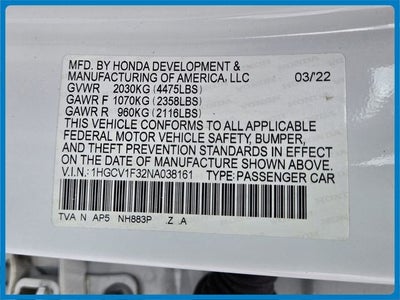 MFD. BY HONDA DEVELOPMENT &
MANUFACTURING OF AMERICA, LLC 03/22
GVWR 2030KG (4475LBS)
GAWR F 1070KG (2358LBS)
GAWR R 960KG (2116LBS)
THIS VEHICLE CONFORMS TO ALL APPLICABLE
FEDERAL MOTOR VEHICLE SAFETY, BUMPER,
AND THEFT PREVENTION STANDARDS IN EFFECT
ON THE DATE OF MANUFACTURE SHOWN ABOVE.
V.I.N.: 1HGCV1F32NA038161 TYPE: PASSENGER CAR
TVA N AP5 NH883P .Z .A